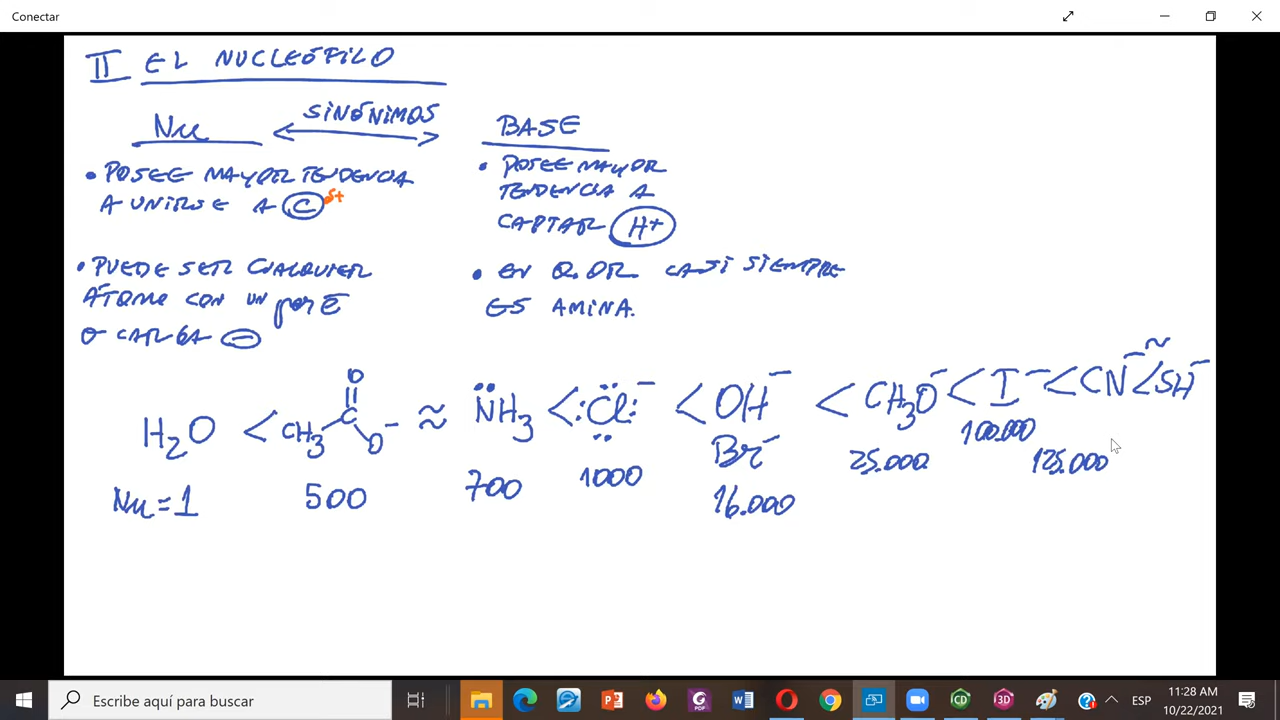 Conectar
II EL NUCLEÓFILO
Nu SINÓNIMOS BASE
• POSEE MAYOR TENDENCIA
A UNIRSE A C δ+
• POSEE MAYOR
TENDENCIA A
CAPTAR H+
• PUEDE SER CUALQUIER
ÁTOMO CON UN par ē
O CARGA −
• EN Q.OR CASI SIEMPRE
ES AMINA.
H2O < CH3 C O O− ≈ NH3 < :Cl:− < OH− < CH3O− < I− < CN− ~ < SH−
Br−
Nu=1 500 700 1000 16.000 25.000 100.000 125.000
Escribe aquí para buscar
ESP
11:28 AM
10/22/2021